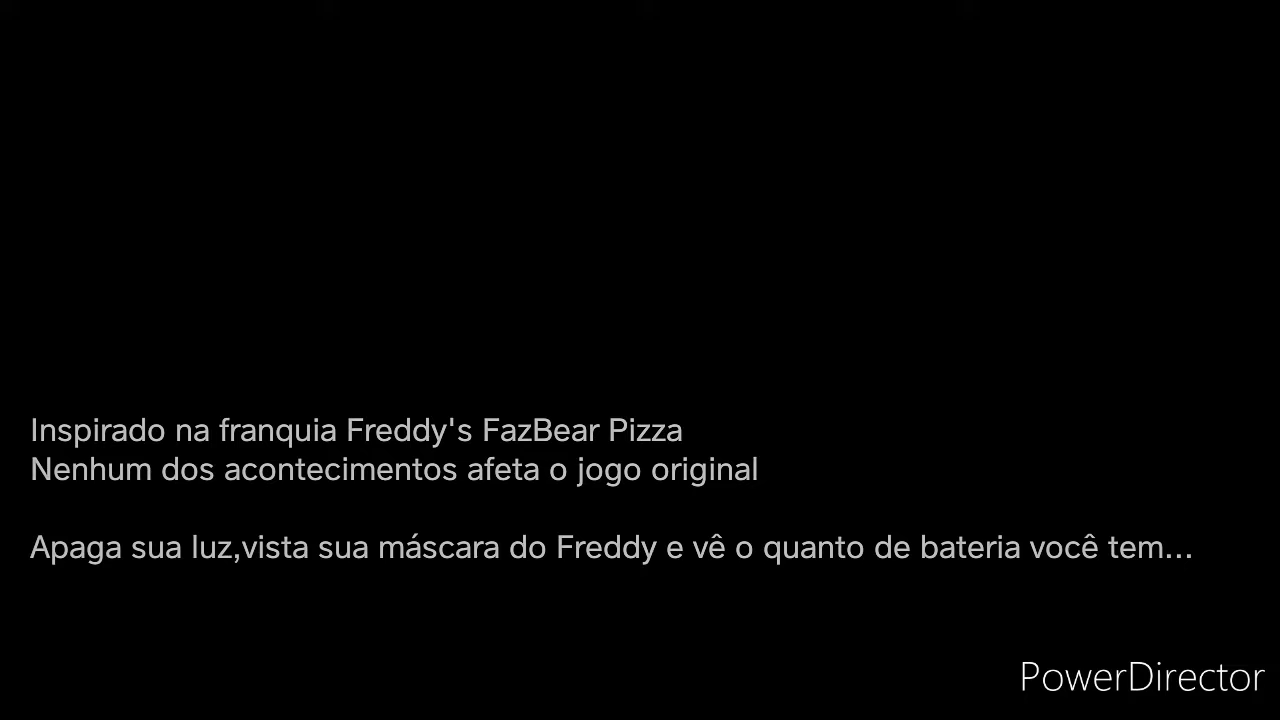 Inspirado na franquia Freddy's FazBear Pizza
Nenhum dos acontecimentos afeta o jogo original
Apaga sua luz,vista sua máscara do Freddy e vê o quanto de bateria você tem...
PowerDirector